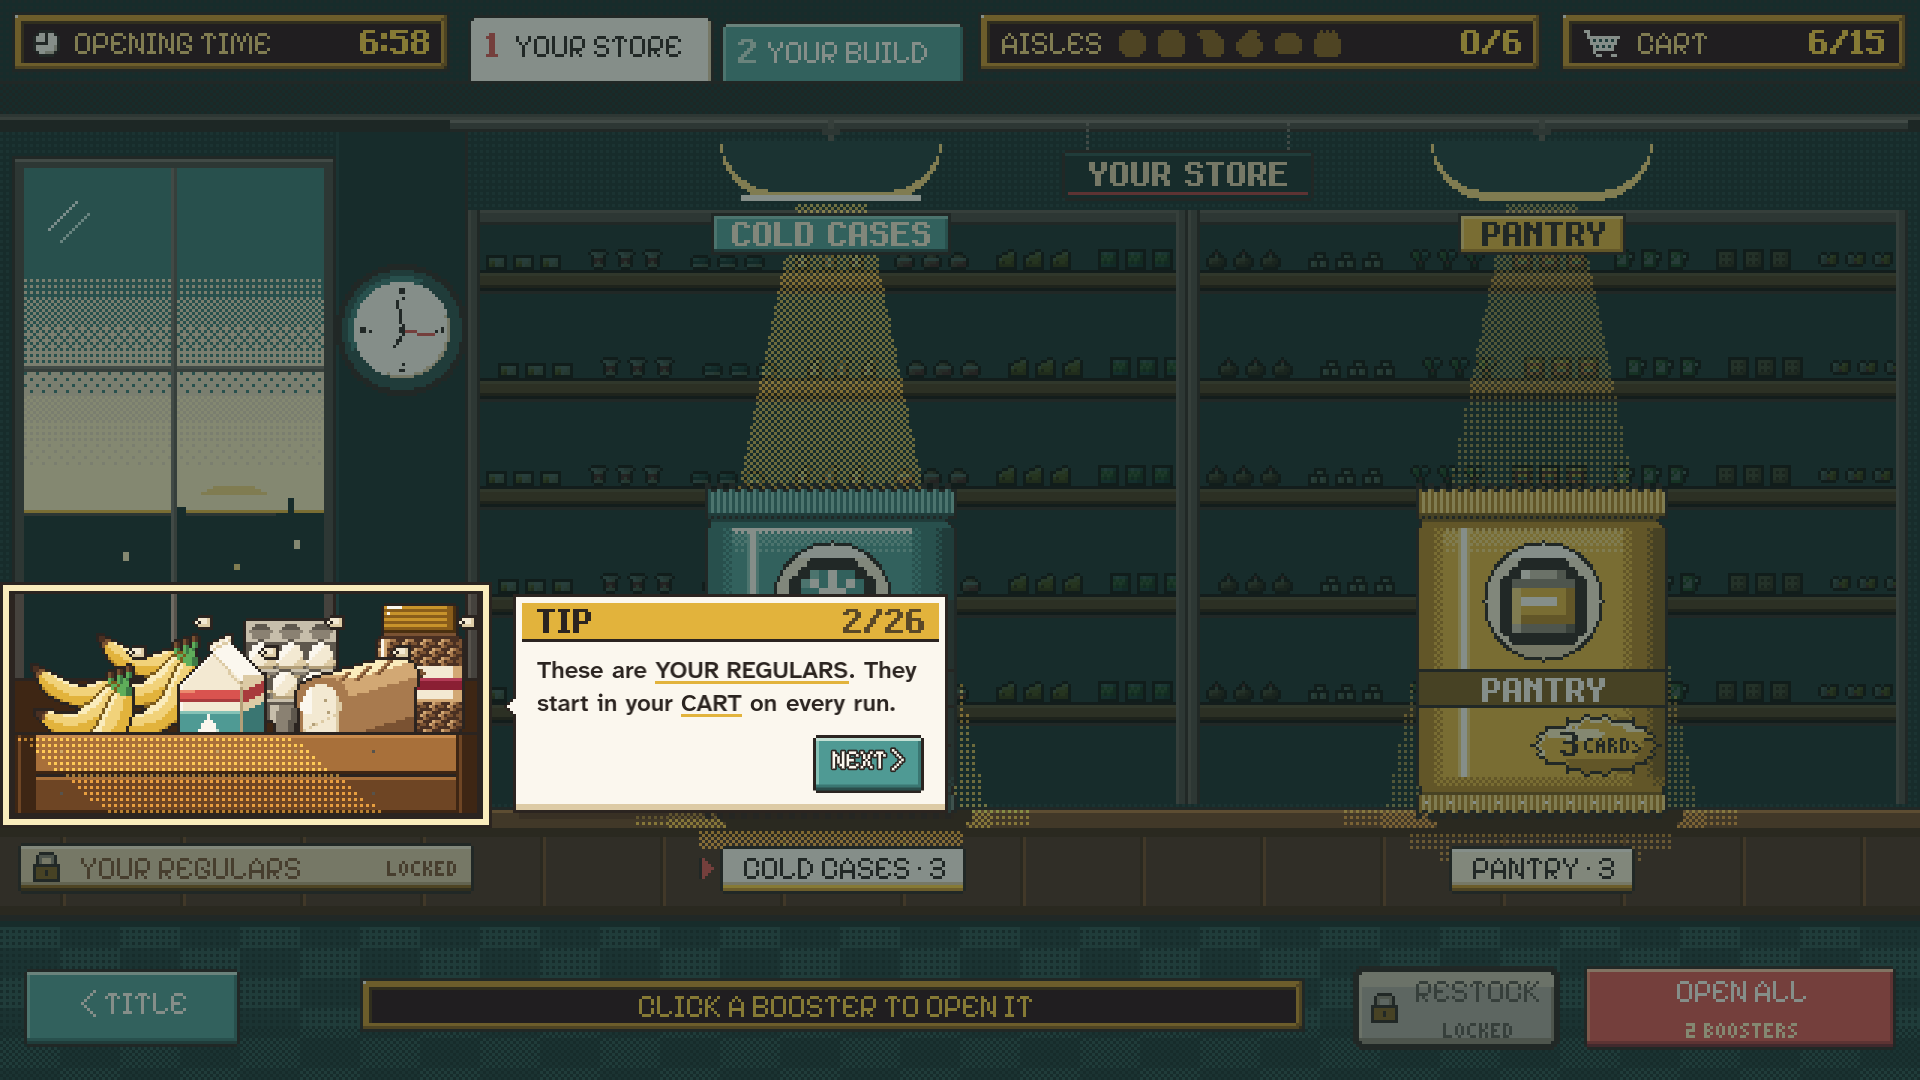 OPENING TIME 6:58
1 YOUR STORE
2 YOUR BUILD
AISLES 0/6
CART 6/15
YOUR STORE
COLD CASES
PANTRY
TIP 2/26
These are YOUR REGULARS. They
start in your CART on every run.
NEXT>
PANTRY
3 CARDS
YOUR REGULARS LOCKED
COLD CASES · 3
PANTRY · 3
< TITLE
CLICK A BOOSTER TO OPEN IT
RESTOCK
LOCKED
OPEN ALL
2 BOOSTERS